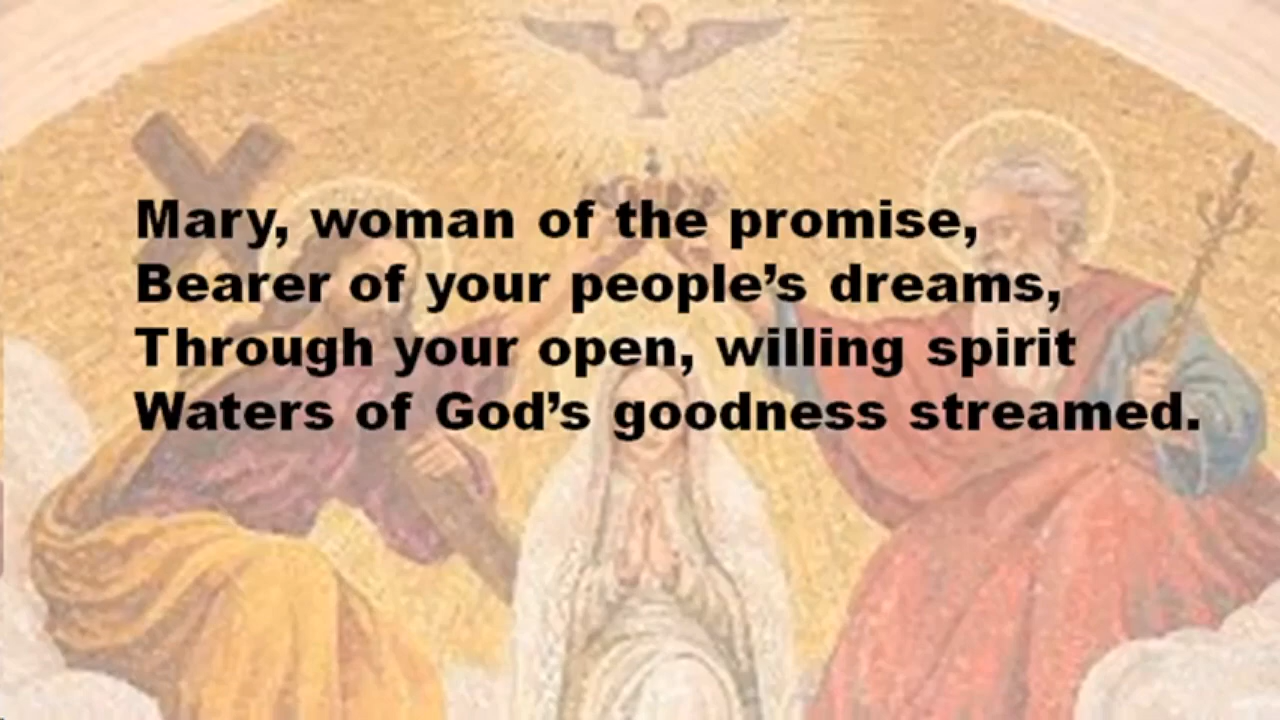 Mary, woman of the promise,
Bearer of your people’s dreams,
Through your open, willing spirit
Waters of God’s goodness streamed.